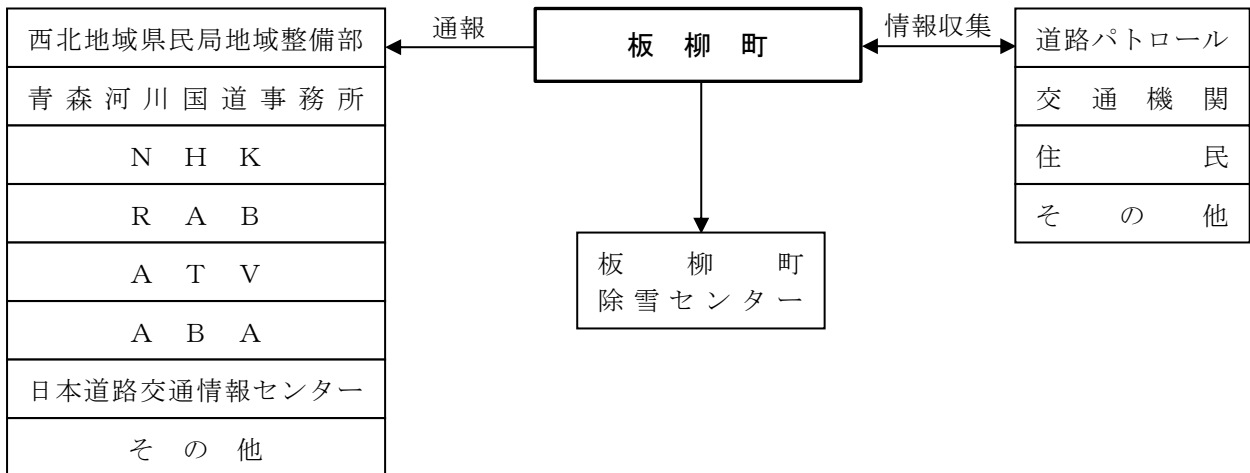 西北地域県民局地域整備部
青森河川国道事務所
NHK
RAB
ATV
ABA
日本道路交通情報センター
その他
通報
板柳町
情報収集
板柳町
除雪センター
道路パトロール
交通機関
住民
その他